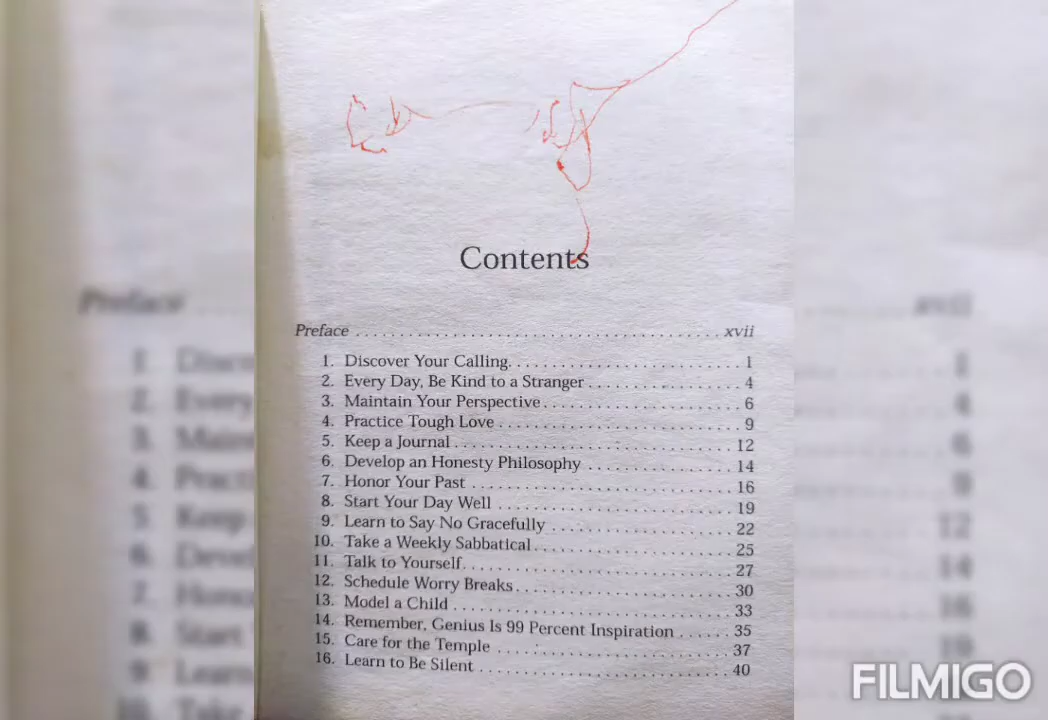 Contents
Preface ........................................ xvii
1. Discover Your Calling ........................... 1
2. Every Day, Be Kind to a Stranger ................. 4
3. Maintain Your Perspective ........................ 6
4. Practice Tough Love .............................. 9
5. Keep a Journal .................................. 12
6. Develop an Honesty Philosophy ................... 14
7. Honor Your Past ................................. 16
8. Start Your Day Well ............................. 19
9. Learn to Say No Gracefully ...................... 22
10. Take a Weekly Sabbatical ....................... 25
11. Talk to Yourself ............................... 27
12. Schedule Worry Breaks .......................... 30
13. Model a Child .................................. 33
14. Remember, Genius Is 99 Percent Inspiration ...... 35
15. Care for the Temple ............................ 37
16. Learn to Be Silent ............................. 40
FILMIGO